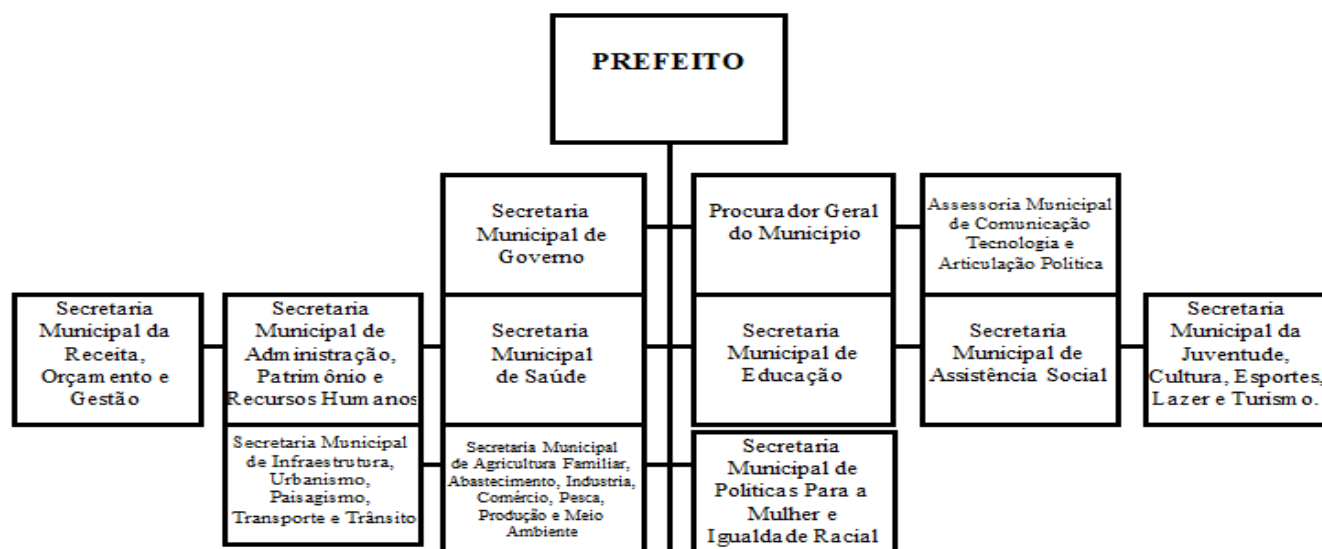 PREFEITO
Secretaria
Municipal de
Governo
Procurador Geral
do Município
Assessoria Municipal
de Comunicação
Tecnologia e
Articulação Política
Secretaria
Municipal da
Receita,
Orçamento e
Gestão
Secretaria
Municipal de
Administração,
Patrimônio e
Recursos Humanos
Secretaria
Municipal
de Saúde
Secretaria
Municipal de
Educação
Secretaria
Municipal de
Assistência Social
Secretaria
Municipal da
Juventude,
Cultura, Esportes,
Lazer e Turismo.
Secretaria Municipal
de Infraestrutura,
Urbanismo,
Paisagismo,
Transporte e Trânsito
Secretaria Municipal
de Agricultura Familiar,
Abastecimento, Industria,
Comércio, Pesca,
Produção e Meio
Ambiente
Secretaria
Municipal de
Políticas Para a
Mulher e
Igualdade Racial